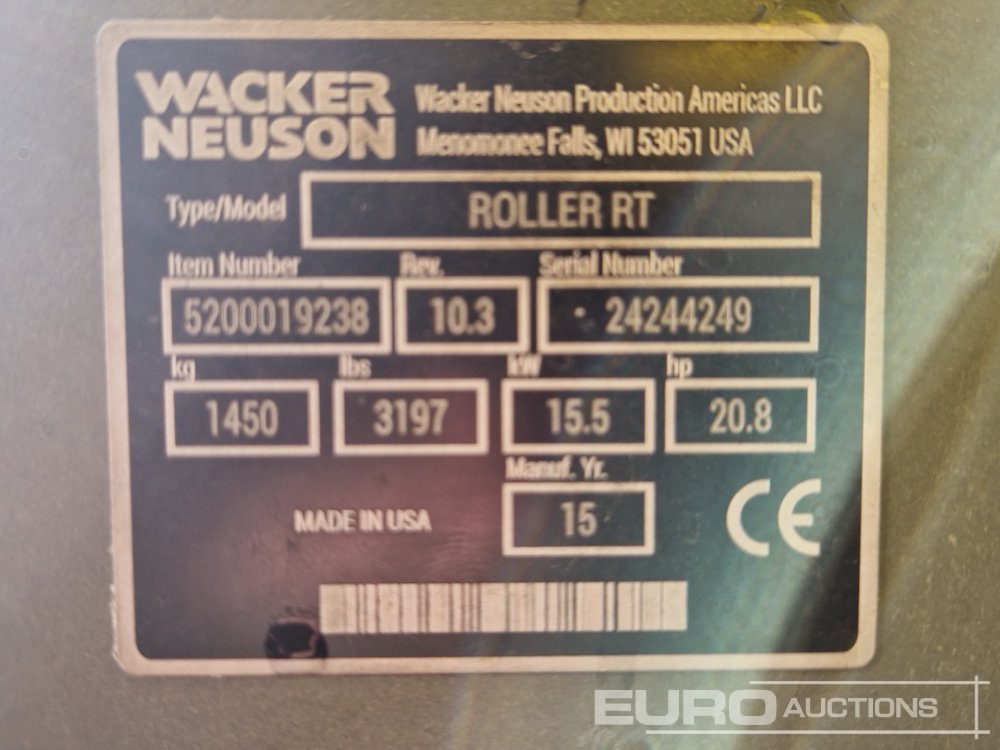 WACKER NEUSON
Wacker Neuson Production Americas LLC
Menomonee Falls, WI 53051 USA
Type/Model ROLLER RT
Item Number Rev. Serial Number
5200019238 10.3 24244249
kg lbs kW hp
1450 3197 15.5 20.8
Manuf. Yr.
MADE IN USA 15 CE
EURO AUCTIONS